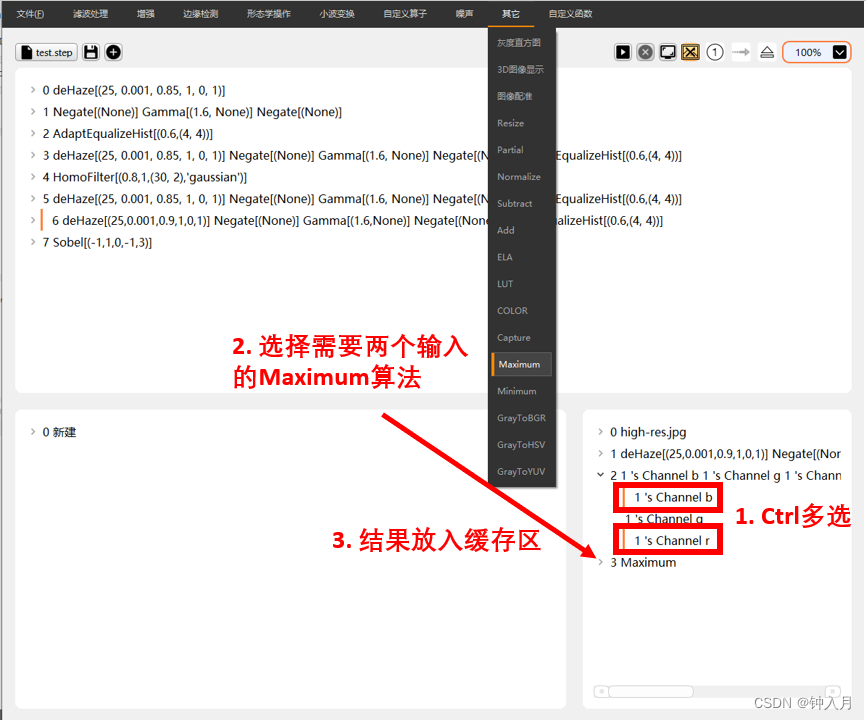 文件(F) 滤波处理 增强 边缘检测 形态学操作 小波变换 自定义算子 噪声 其它 自定义函数
test.step
1
100%
灰度直方图
3D图像显示
图像配准
Resize
Partial
Normalize
Subtract
Add
ELA
LUT
COLOR
Capture
Maximum
Minimum
GrayToBGR
GrayToHSV
GrayToYUV
0 deHaze[(25, 0.001, 0.85, 1, 0, 1)]
1 Negate[(None)] Gamma[(1.6, None)] Negate[(None)]
2 AdaptEqualizeHist[(0.6,(4, 4))]
3 deHaze[(25, 0.001, 0.85, 1, 0, 1)] Negate[(None)] Gamma[(1.6, None)] Negate[(N EqualizeHist[(0.6,(4, 4))]
4 HomoFilter[(0.8,1,(30, 2),'gaussian')]
5 deHaze[(25, 0.001, 0.85, 1, 0, 1)] Negate[(None)] Gamma[(1.6, None)] Negate[(N EqualizeHist[(0.6,(4, 4))]
6 deHaze[(25,0.001,0.9,1,0,1)] Negate[(None)] Gamma[(1.6,None)] Negate[(None ualizeHist[(0.6,(4, 4))]
7 Sobel[(-1,1,0,-1,3)]
2. 选择需要两个输入
的Maximum算法
0 新建
3. 结果放入缓存区
0 high-res.jpg
1 deHaze[(25,0.001,0.9,1,0,1)] Negate[(Nor
2 1 's Channel b 1 's Channel g 1 's Chann
1 's Channel b
1 's Channel g
1 's Channel r
3 Maximum
1. Ctrl多选
CSDN @钟入月